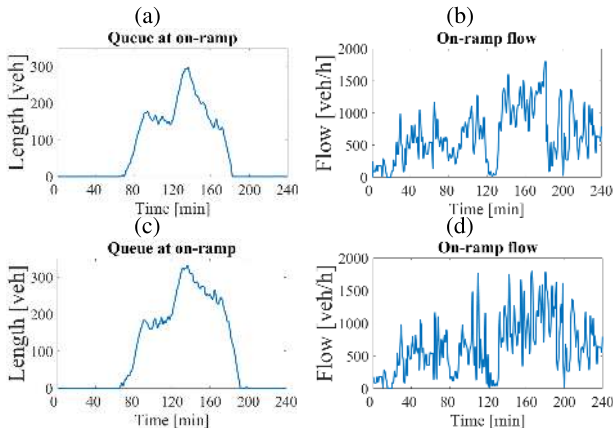 (a)
Queue at on-ramp
Length [veh]
300
200
100
0
0 40 80 120 160 200 240
Time [min]
(b)
On-ramp flow
Flow [veh/h]
2000
1500
1000
500
0
0 40 80 120 160 200 240
Time [min]
(c)
Queue at on-ramp
Length [veh]
300
200
100
0
0 40 80 120 160 200 240
Time [min]
(d)
On-ramp flow
Flow [veh/h]
2000
1500
1000
500
0
0 40 80 120 160 200 240
Time [min]